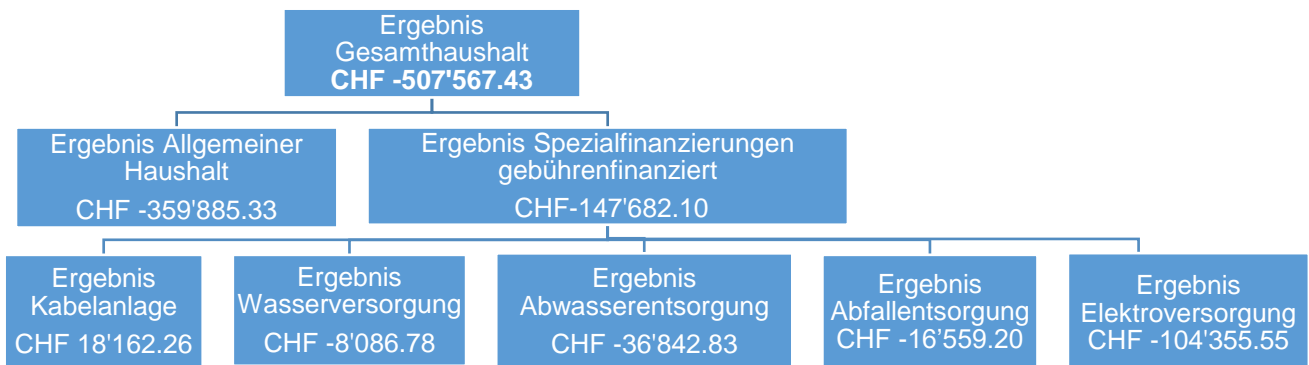 Ergebnis
Gesamthaushalt
CHF -507'567.43
Ergebnis Allgemeiner
Haushalt
CHF -359'885.33
Ergebnis Spezialfinanzierungen
gebührenfinanziert
CHF-147'682.10
Ergebnis
Kabelanlage
CHF 18'162.26
Ergebnis
Wasserversorgung
CHF -8'086.78
Ergebnis
Abwasserentsorgung
CHF -36'842.83
Ergebnis
Abfallentsorgung
CHF -16’559.20
Ergebnis
Elektroversorgung
CHF -104'355.55